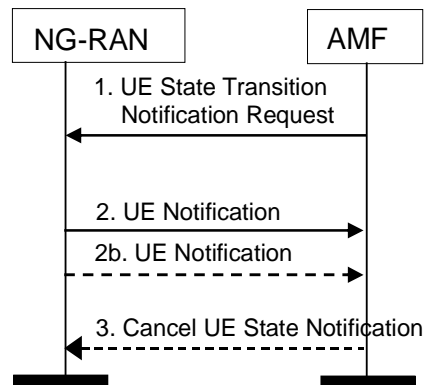 NG-RAN
AMF
1. UE State Transition
Notification Request
2. UE Notification
2b. UE Notification
3. Cancel UE State Notification